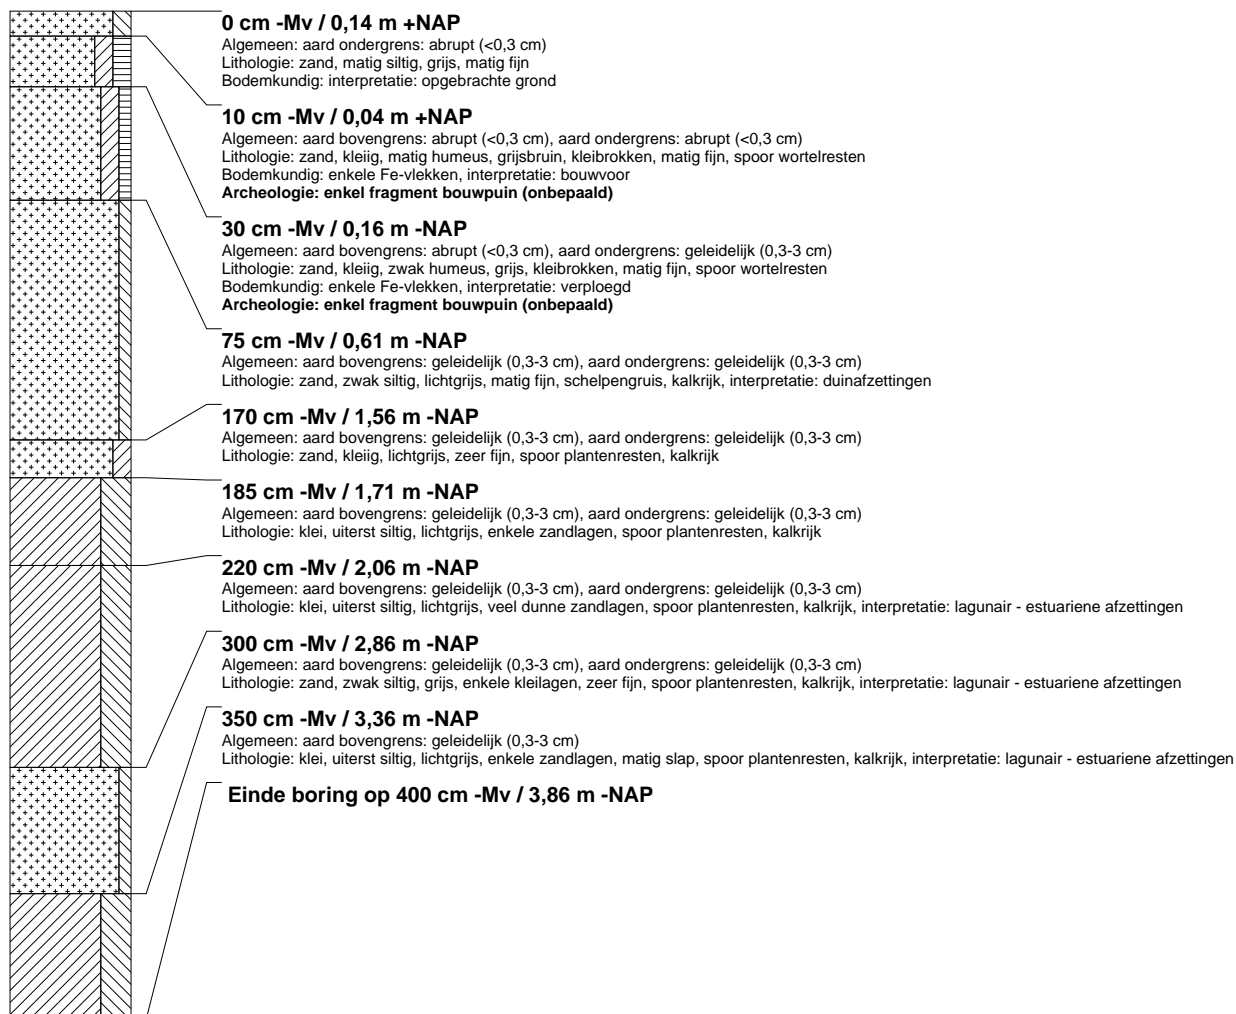 0 cm -Mv / 0,14 m +NAP
Algemeen: aard ondergrens: abrupt (<0,3 cm)
Lithologie: zand, matig siltig, grijs, matig fijn
Bodemkundig: interpretatie: opgebrachte grond
10 cm -Mv / 0,04 m +NAP
Algemeen: aard bovengrens: abrupt (<0,3 cm), aard ondergrens: abrupt (<0,3 cm)
Lithologie: zand, kleiig, matig humeus, grijsbruin, kleibrokken, matig fijn, spoor wortelresten
Bodemkundig: enkele Fe-vlekken, interpretatie: bouwvoor
Archeologie: enkel fragment bouwpuin (onbepaald)
30 cm -Mv / 0,16 m -NAP
Algemeen: aard bovengrens: abrupt (<0,3 cm), aard ondergrens: geleidelijk (0,3-3 cm)
Lithologie: zand, kleiig, zwak humeus, grijs, kleibrokken, matig fijn, spoor wortelresten
Bodemkundig: enkele Fe-vlekken, interpretatie: verploegd
Archeologie: enkel fragment bouwpuin (onbepaald)
75 cm -Mv / 0,61 m -NAP
Algemeen: aard bovengrens: geleidelijk (0,3-3 cm), aard ondergrens: geleidelijk (0,3-3 cm)
Lithologie: zand, zwak siltig, lichtgrijs, matig fijn, schelpengruis, kalkrijk, interpretatie: duinafzettingen
170 cm -Mv / 1,56 m -NAP
Algemeen: aard bovengrens: geleidelijk (0,3-3 cm), aard ondergrens: geleidelijk (0,3-3 cm)
Lithologie: zand, kleiig, lichtgrijs, zeer fijn, spoor plantenresten, kalkrijk
185 cm -Mv / 1,71 m -NAP
Algemeen: aard bovengrens: geleidelijk (0,3-3 cm), aard ondergrens: geleidelijk (0,3-3 cm)
Lithologie: klei, uiterst siltig, lichtgrijs, enkele zandlagen, spoor plantenresten, kalkrijk
220 cm -Mv / 2,06 m -NAP
Algemeen: aard bovengrens: geleidelijk (0,3-3 cm), aard ondergrens: geleidelijk (0,3-3 cm)
Lithologie: klei, uiterst siltig, lichtgrijs, veel dunne zandlagen, spoor plantenresten, kalkrijk, interpretatie: lagunair - estuariene afzettingen
300 cm -Mv / 2,86 m -NAP
Algemeen: aard bovengrens: geleidelijk (0,3-3 cm), aard ondergrens: geleidelijk (0,3-3 cm)
Lithologie: zand, zwak siltig, grijs, enkele kleilagen, zeer fijn, spoor plantenresten, kalkrijk, interpretatie: lagunair - estuariene afzettingen
350 cm -Mv / 3,36 m -NAP
Algemeen: aard bovengrens: geleidelijk (0,3-3 cm)
Lithologie: klei, uiterst siltig, lichtgrijs, enkele zandlagen, matig slap, spoor plantenresten, kalkrijk, interpretatie: lagunair - estuariene afzettingen
Einde boring op 400 cm -Mv / 3,86 m -NAP